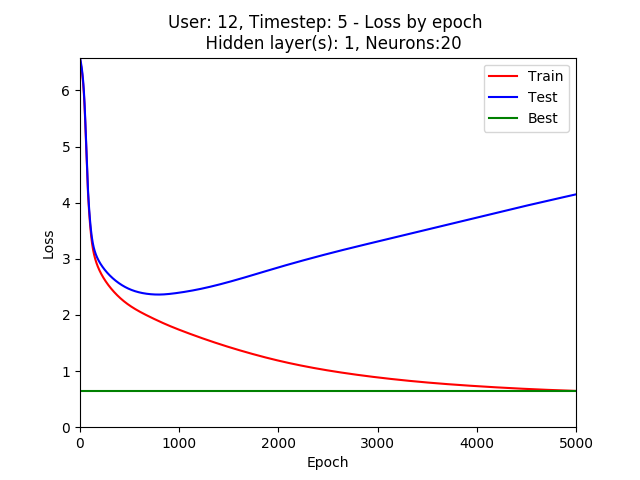 User: 12, Timestep: 5 - Loss by epoch
Hidden layer(s): 1, Neurons:20
Train
Test
Best
Loss
6
5
4
3
2
1
0
0 1000 2000 3000 4000 5000
Epoch